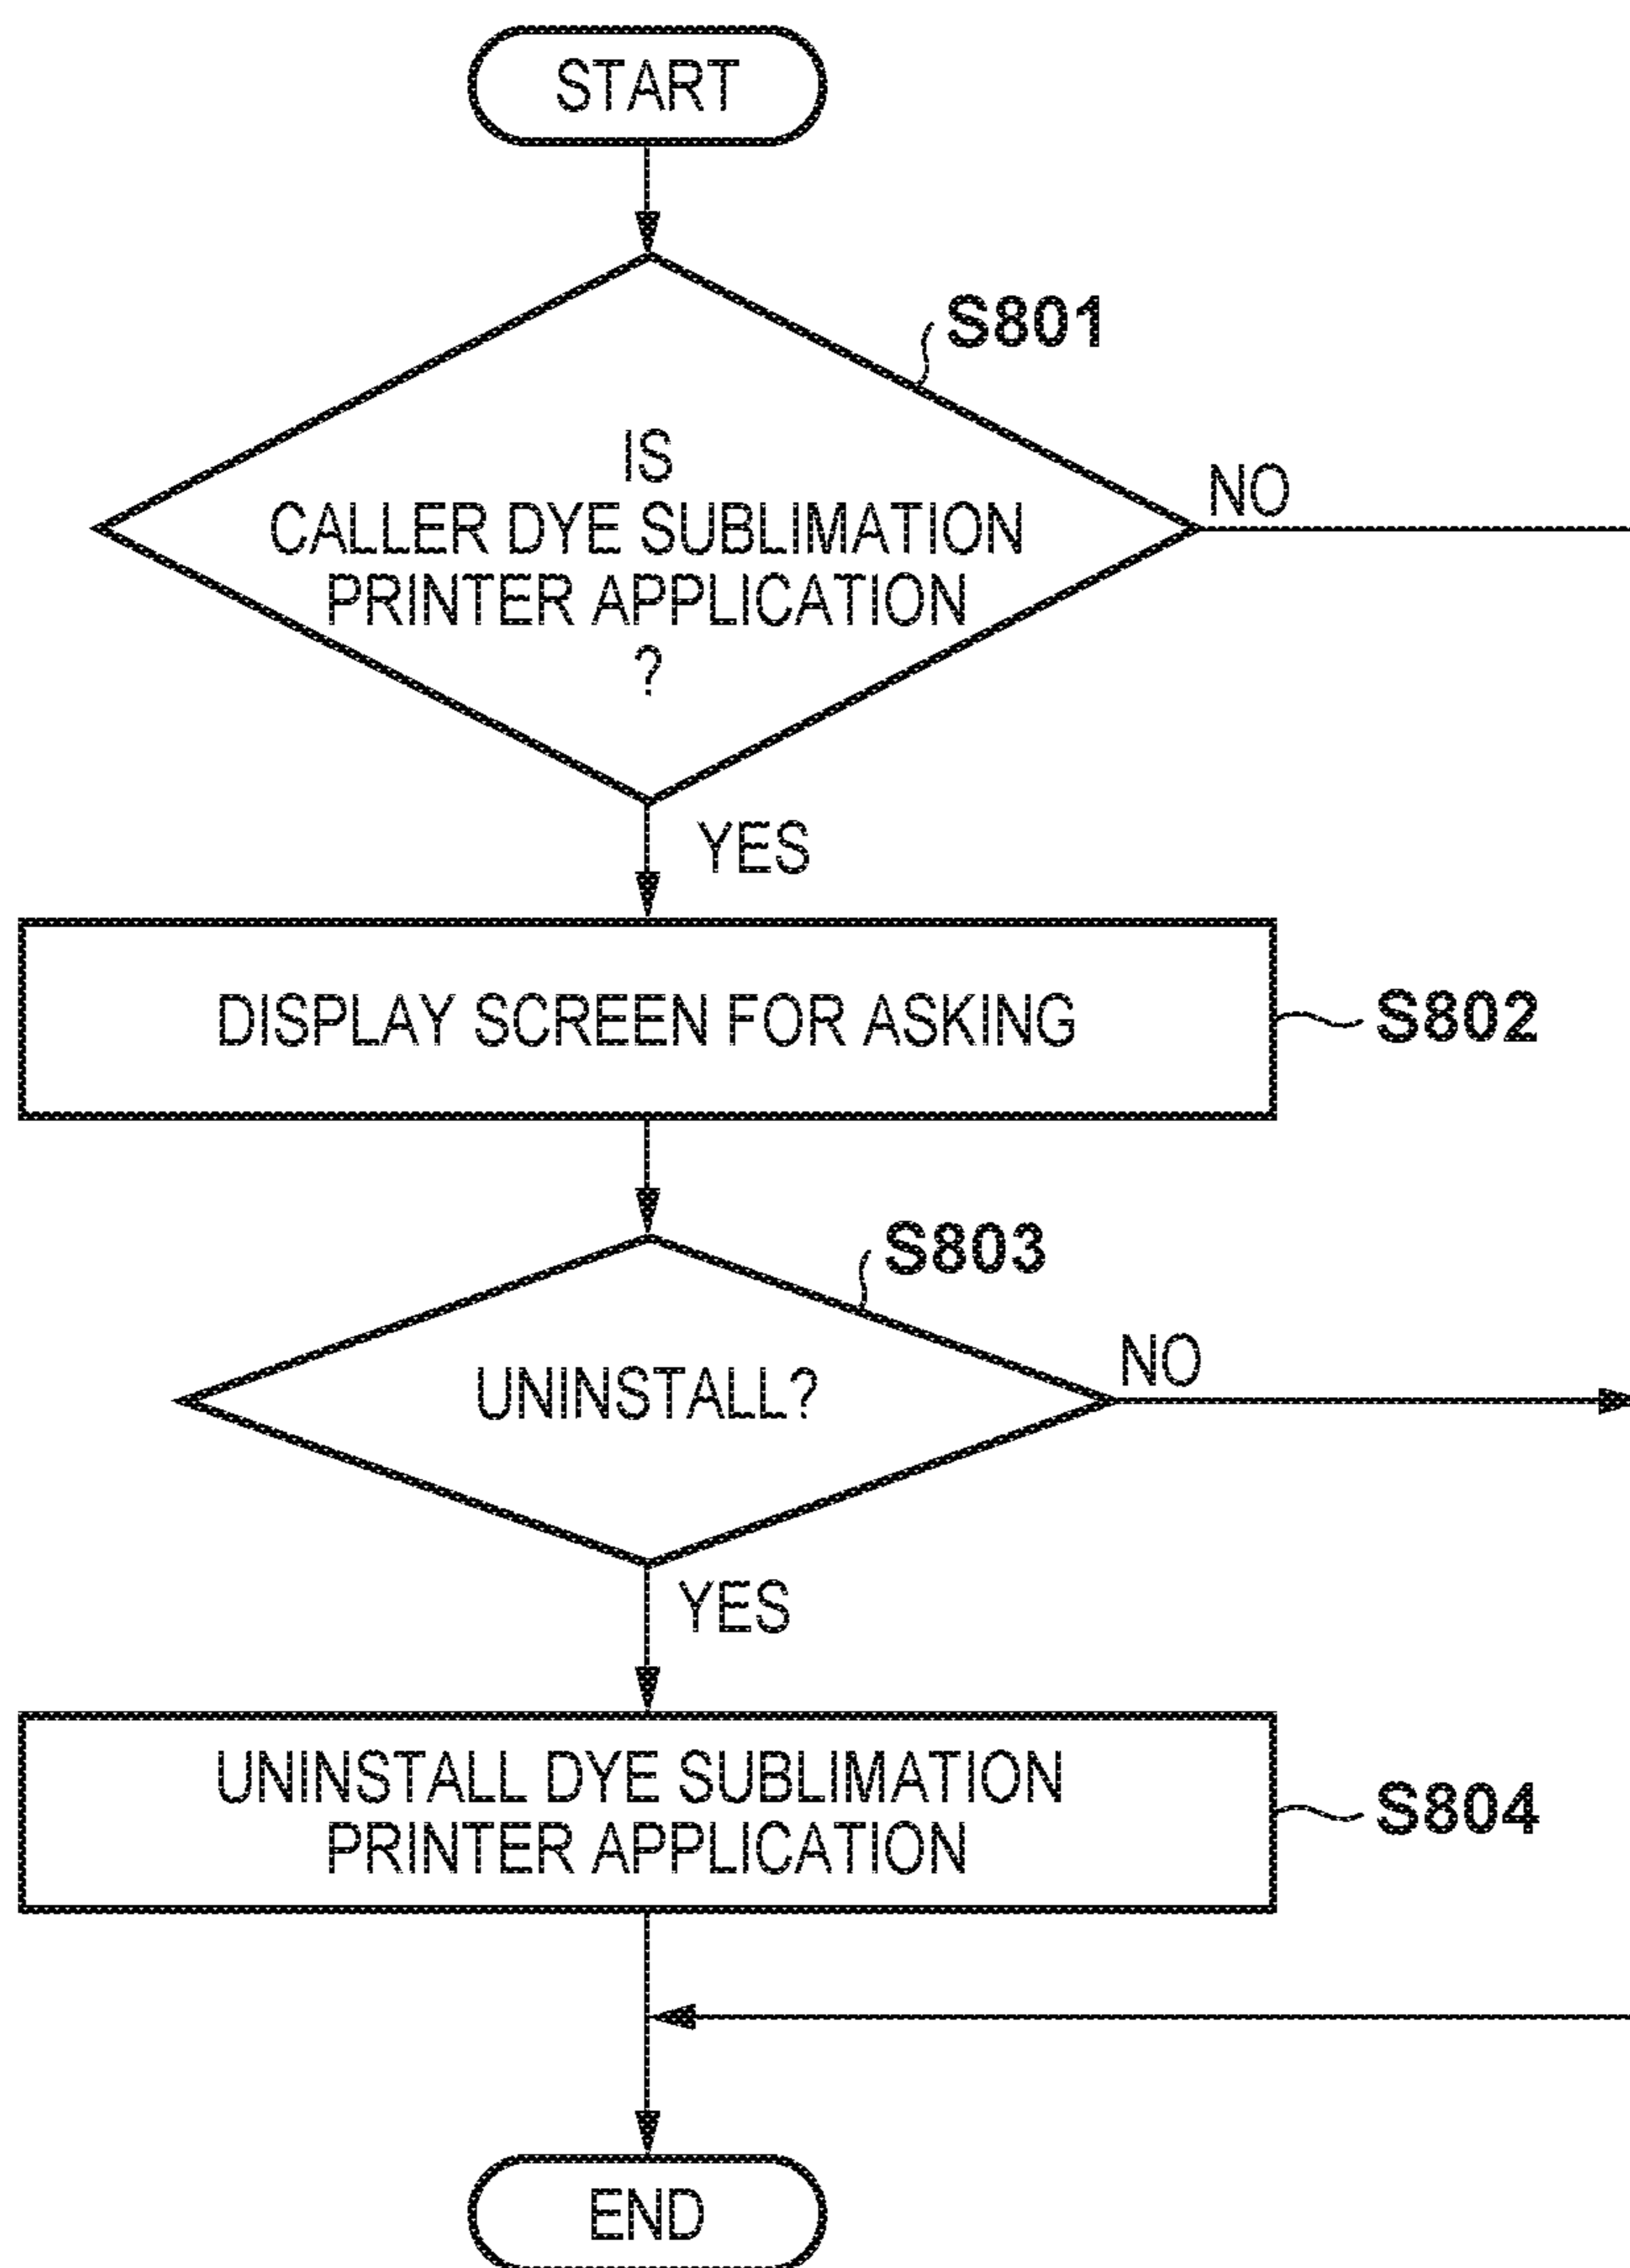 START
S801
IS
CALLER DYE SUBLIMATION
PRINTER APPLICATION
?
NO
YES
DISPLAY SCREEN FOR ASKING
S802
S803
UNINSTALL?
NO
YES
UNINSTALL DYE SUBLIMATION
PRINTER APPLICATION
S804
END